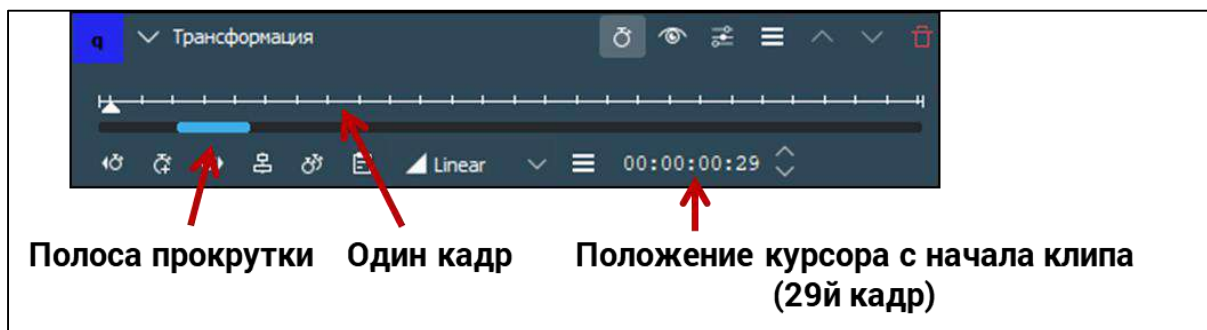 q Трансформация
Linear 00:00:00:29
Полоса прокрутки Один кадр Положение курсора с начала клипа
(29й кадр)